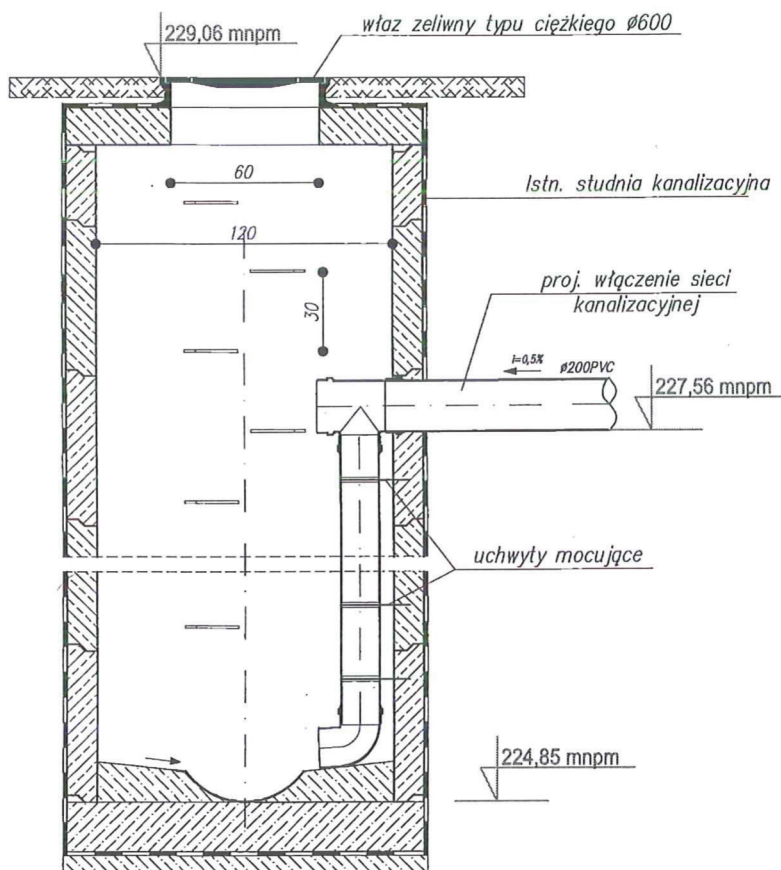 właz zeliwny typu ciężkiego ø600
229,06 mnpm
60
Istn. studnia kanalizacyjna
120
proj. włączenie sieci
kanalizacyjnej
30
i=0,5%
ø200PVC
227,56 mnpm
uchwyty mocujące
224,85 mnpm